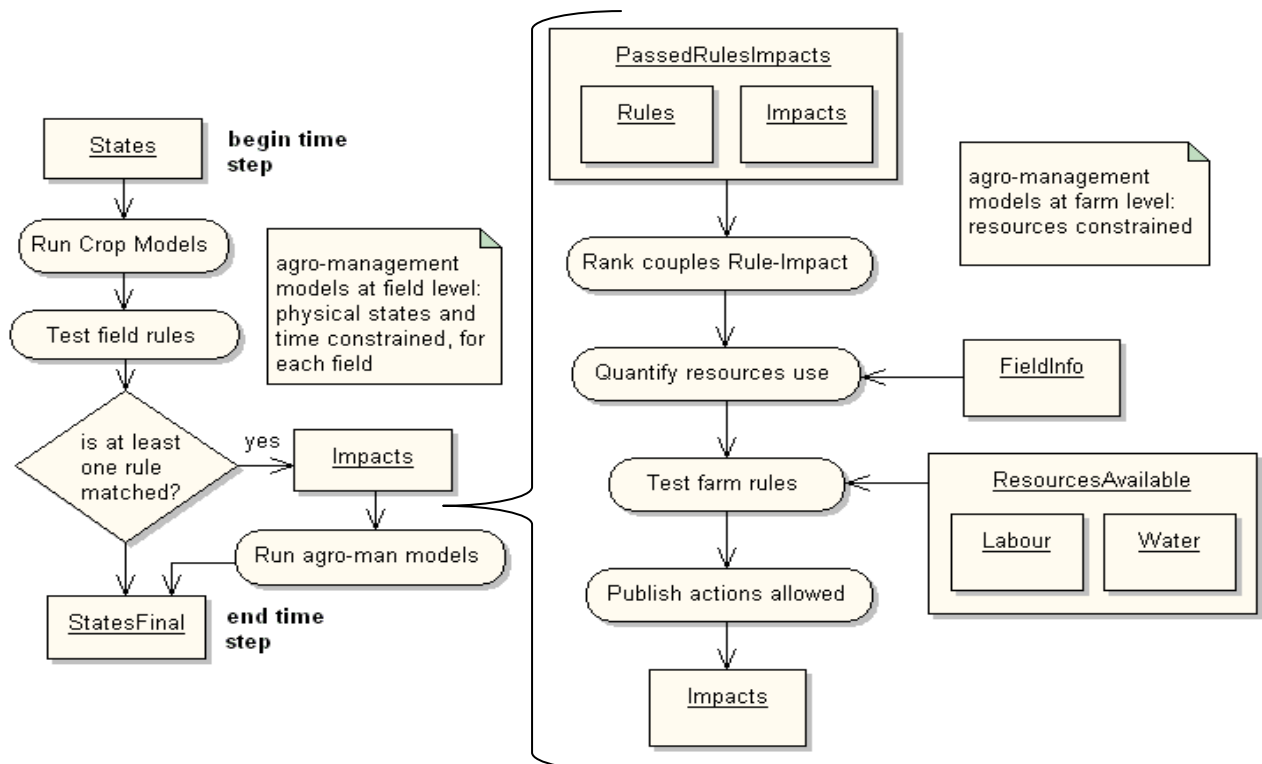 States
begin time
step
Run Crop Models
Test field rules
agro-management
models at field level:
physical states and
time constrained, for
each field
is at least
one rule
matched?
yes
Impacts
Run agro-man models
StatesFinal
end time
step
PassedRulesImpacts
Rules
Impacts
Rank couples Rule-Impact
Quantify resources use
FieldInfo
Test farm rules
ResourcesAvailable
Labour
Water
Publish actions allowed
Impacts
agro-management
models at farm level:
resources constrained